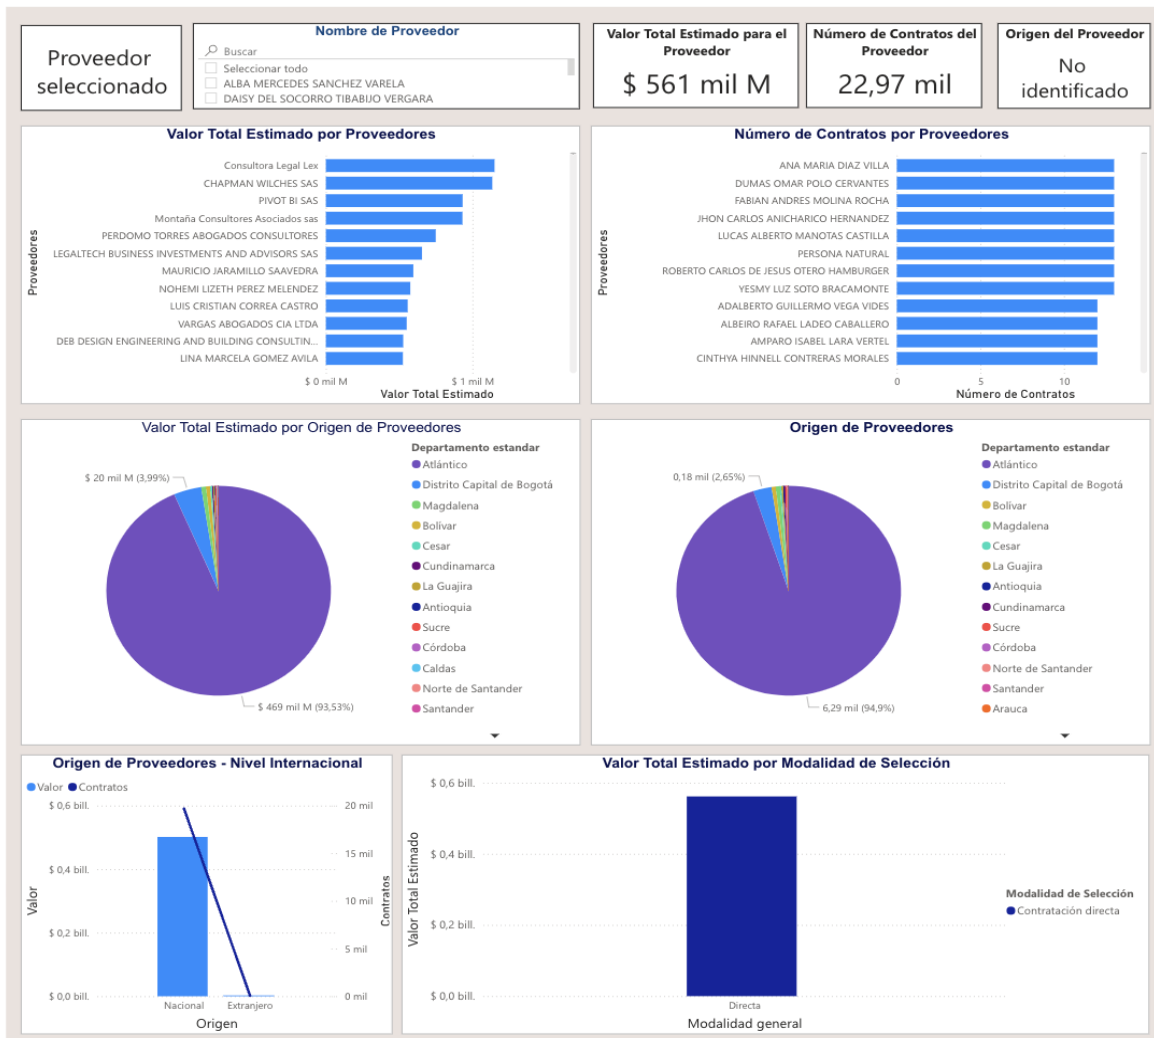 Proveedor
seleccionado
Nombre de Proveedor
Buscar
Seleccionar todo
ALBA MERCEDES SANCHEZ VARELA
DAISY DEL SOCORRO TIBABIJO VERGARA
Valor Total Estimado para el
Proveedor
$ 561 mil M
Número de Contratos del
Proveedor
22,97 mil
Origen del Proveedor
No
identificado
Valor Total Estimado por Proveedores
Proveedores
Consultora Legal Lex
CHAPMAN WILCHES SAS
PIVOT BI SAS
Montaña Consultores Asociados sas
PERDOMO TORRES ABOGADOS CONSULTORES
LEGALTECH BUSINESS INVESTMENTS AND ADVISORS SAS
MAURICIO JARAMILLO SAAVEDRA
NOHEMI LIZETH PEREZ MELENDEZ
LUIS CRISTIAN CORREA CASTRO
VARGAS ABOGADOS CIA LTDA
DEB DESIGN ENGINEERING AND BUILDING CONSULTIN...
LINA MARCELA GOMEZ AVILA
$ 0 mil M
$ 1 mil M
Valor Total Estimado
Número de Contratos por Proveedores
Proveedores
ANA MARIA DIAZ VILLA
DUMAS OMAR POLO CERVANTES
FABIAN ANDRES MOLINA ROCHA
JHON CARLOS ANICHARICO HERNANDEZ
LUCAS ALBERTO MANOTAS CASTILLA
PERSONA NATURAL
ROBERTO CARLOS DE JESUS OTERO HAMBURGER
YESMY LUZ SOTO BRACAMONTE
ADALBERTO GUILLERMO VEGA VIDES
ALBEIRO RAFAEL LADEO CABALLERO
AMPARO ISABEL LARA VERTEL
CINTHYA HINNELL CONTRERAS MORALES
0
5
10
Número de Contratos
Valor Total Estimado por Origen de Proveedores
$ 20 mil M (3,99%)
$ 469 mil M (93,53%)
Departamento estandar
Atlántico
Distrito Capital de Bogotá
Magdalena
Bolívar
Cesar
Cundinamarca
La Guajira
Antioquia
Sucre
Córdoba
Caldas
Norte de Santander
Santander
Origen de Proveedores
0,18 mil (2,65%)
6,29 mil (94,9%)
Departamento estandar
Atlántico
Distrito Capital de Bogotá
Bolívar
Magdalena
Cesar
La Guajira
Antioquia
Cundinamarca
Sucre
Córdoba
Norte de Santander
Santander
Arauca
Origen de Proveedores - Nivel Internacional
Valor Contratos
$ 0,6 bill.
$ 0,4 bill.
$ 0,2 bill.
$ 0,0 bill.
Valor
20 mil
15 mil
10 mil
5 mil
0 mil
Contratos
Nacional
Extranjero
Origen
Valor Total Estimado por Modalidad de Selección
Valor Total Estimado
$ 0,6 bill.
$ 0,4 bill.
$ 0,2 bill.
$ 0,0 bill.
Directa
Modalidad general
Modalidad de Selección
Contratación directa